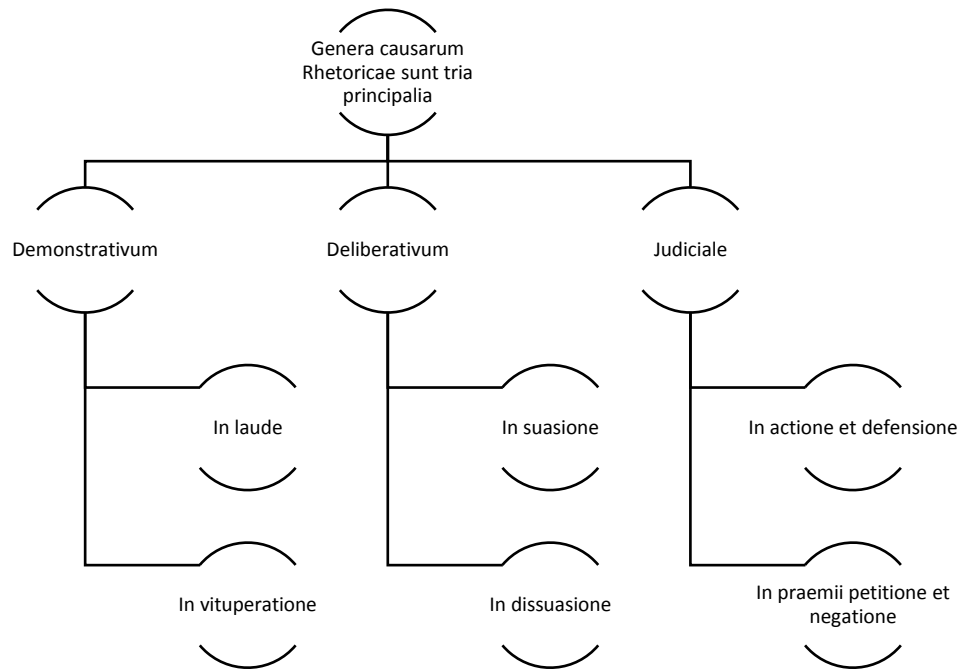 Genera causarum
Rhetoricae sunt tria
principalia
Demonstrativum
Deliberativum
Judiciale
In laude
In suasione
In actione et defensione
In vituperatione
In dissuasione
In praemii petitione et
negatione